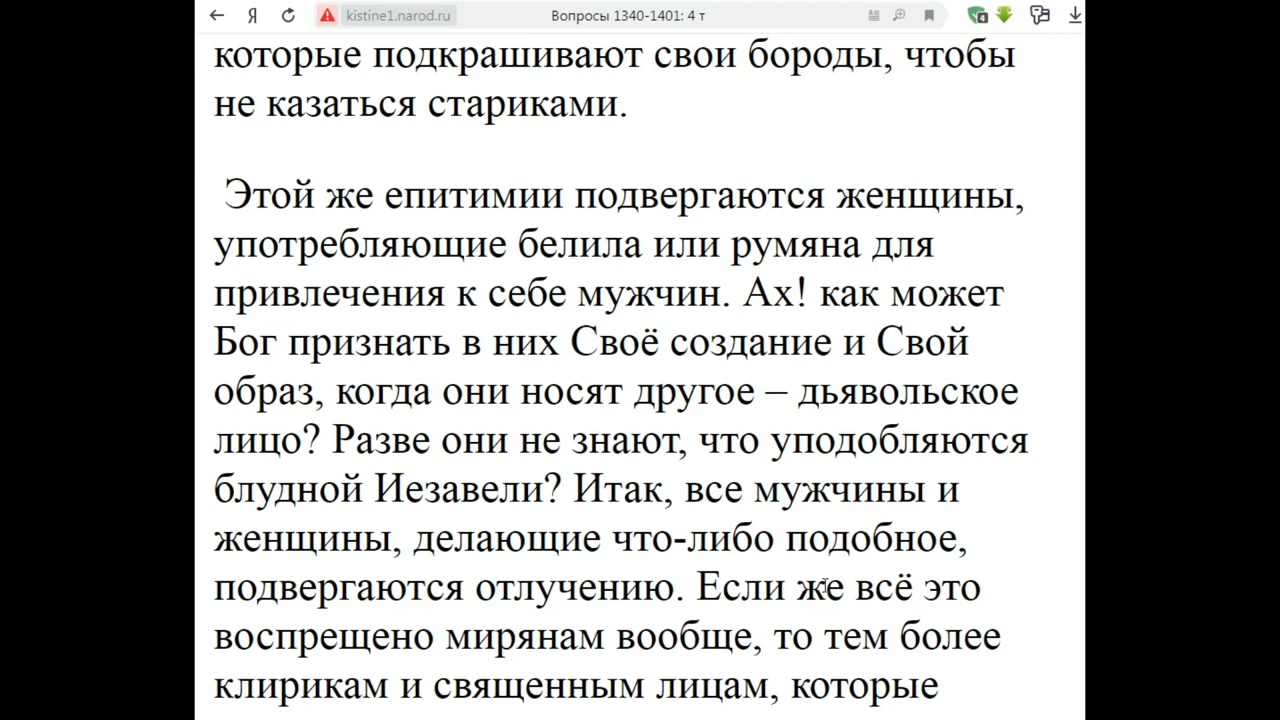 kistine1.narod.ru
Вопросы 1340-1401: 4 т
4
которые подкрашивают свои бороды, чтобы
не казаться стариками.
Этой же епитимии подвергаются женщины,
употребляющие белила или румяна для
привлечения к себе мужчин. Ах! как может
Бог признать в них Своё создание и Свой
образ, когда они носят другое – дьявольское
лицо? Разве они не знают, что уподобляются
блудной Иезавели? Итак, все мужчины и
женщины, делающие что-либо подобное,
подвергаются отлучению. Если же всё это
воспрещено мирянам вообще, то тем более
клирикам и священным лицам, которые